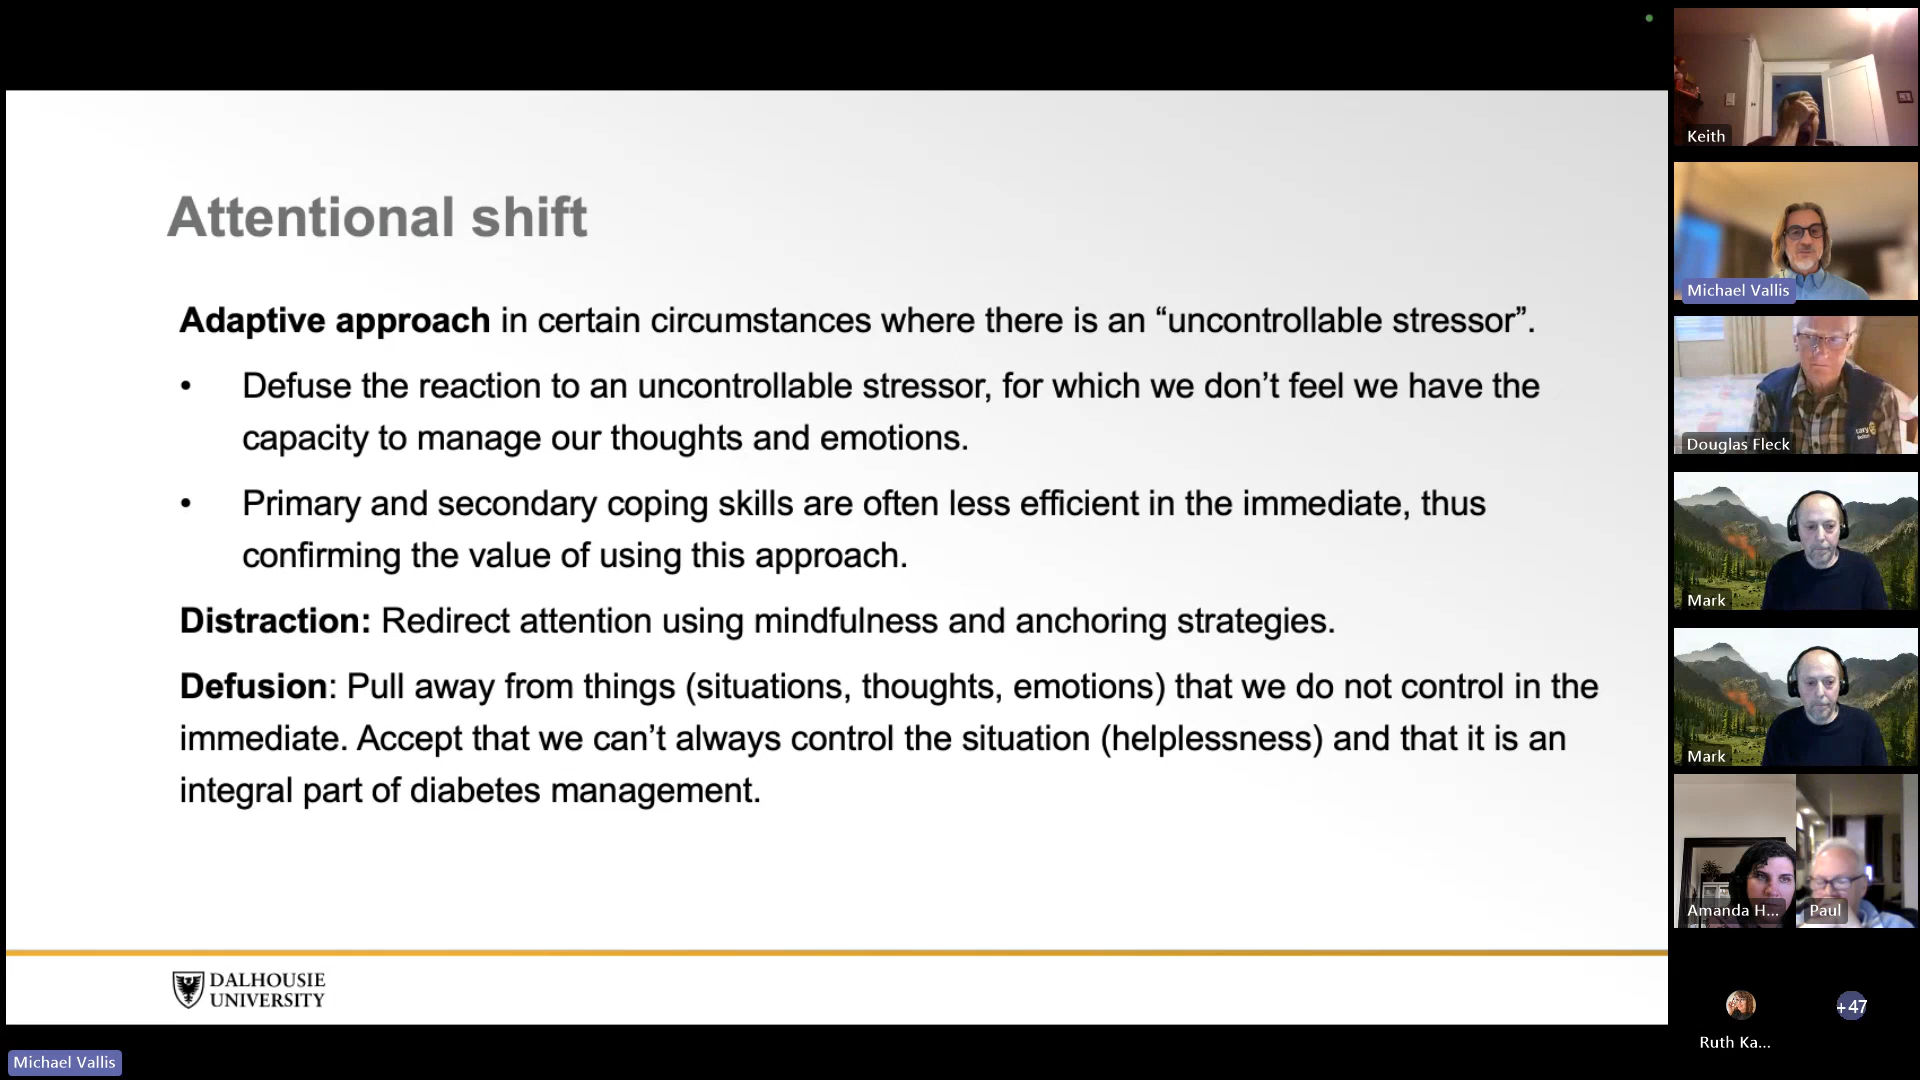 Attentional shift
Adaptive approach in certain circumstances where there is an “uncontrollable stressor”.
• Defuse the reaction to an uncontrollable stressor, for which we don’t feel we have the
capacity to manage our thoughts and emotions.
• Primary and secondary coping skills are often less efficient in the immediate, thus
confirming the value of using this approach.
Distraction: Redirect attention using mindfulness and anchoring strategies.
Defusion: Pull away from things (situations, thoughts, emotions) that we do not control in the
immediate. Accept that we can’t always control the situation (helplessness) and that it is an
integral part of diabetes management.
DALHOUSIE
UNIVERSITY
Michael Vallis
Keith
Michael Vallis
Douglas Fleck
Mark
Mark
Amanda H...
Paul
Ruth Ka...
+47